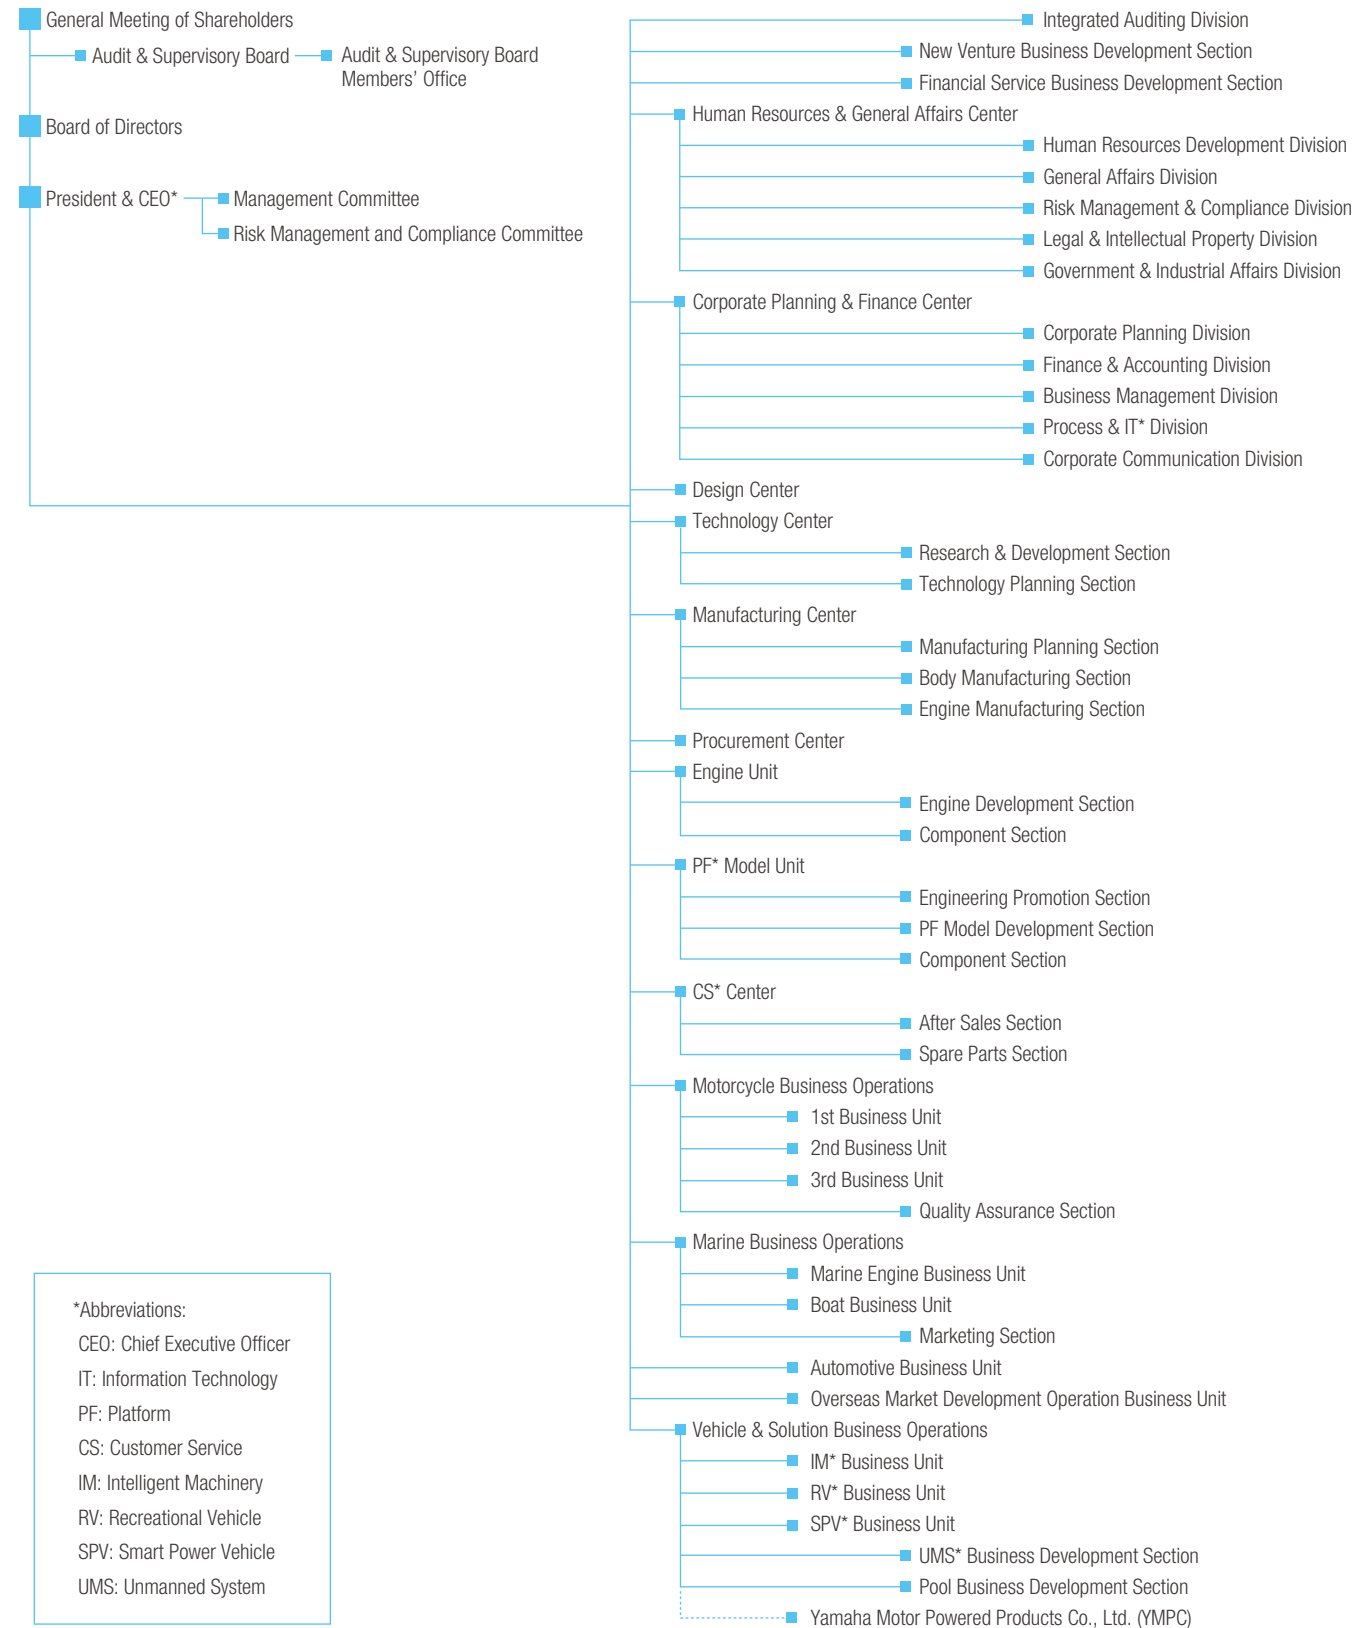 General Meeting of Shareholders
Audit & Supervisory Board
Audit & Supervisory Board
Members’ Office
Board of Directors
President & CEO*
Management Committee
Risk Management and Compliance Committee
Integrated Auditing Division
New Venture Business Development Section
Financial Service Business Development Section
Human Resources & General Affairs Center
Human Resources Development Division
General Affairs Division
Risk Management & Compliance Division
Legal & Intellectual Property Division
Government & Industrial Affairs Division
Corporate Planning & Finance Center
Corporate Planning Division
Finance & Accounting Division
Business Management Division
Process & IT* Division
Corporate Communication Division
Design Center
Technology Center
Research & Development Section
Technology Planning Section
Manufacturing Center
Manufacturing Planning Section
Body Manufacturing Section
Engine Manufacturing Section
Procurement Center
Engine Unit
Engine Development Section
Component Section
PF* Model Unit
Engineering Promotion Section
PF Model Development Section
Component Section
CS* Center
After Sales Section
Spare Parts Section
Motorcycle Business Operations
1st Business Unit
2nd Business Unit
3rd Business Unit
Quality Assurance Section
Marine Business Operations
Marine Engine Business Unit
Boat Business Unit
Marketing Section
Automotive Business Unit
Overseas Market Development Operation Business Unit
Vehicle & Solution Business Operations
IM* Business Unit
RV* Business Unit
SPV* Business Unit
UMS* Business Development Section
Pool Business Development Section
Yamaha Motor Powered Products Co., Ltd. (YMPC)
*Abbreviations:
CEO: Chief Executive Officer
IT: Information Technology
PF: Platform
CS: Customer Service
IM: Intelligent Machinery
RV: Recreational Vehicle
SPV: Smart Power Vehicle
UMS: Unmanned System